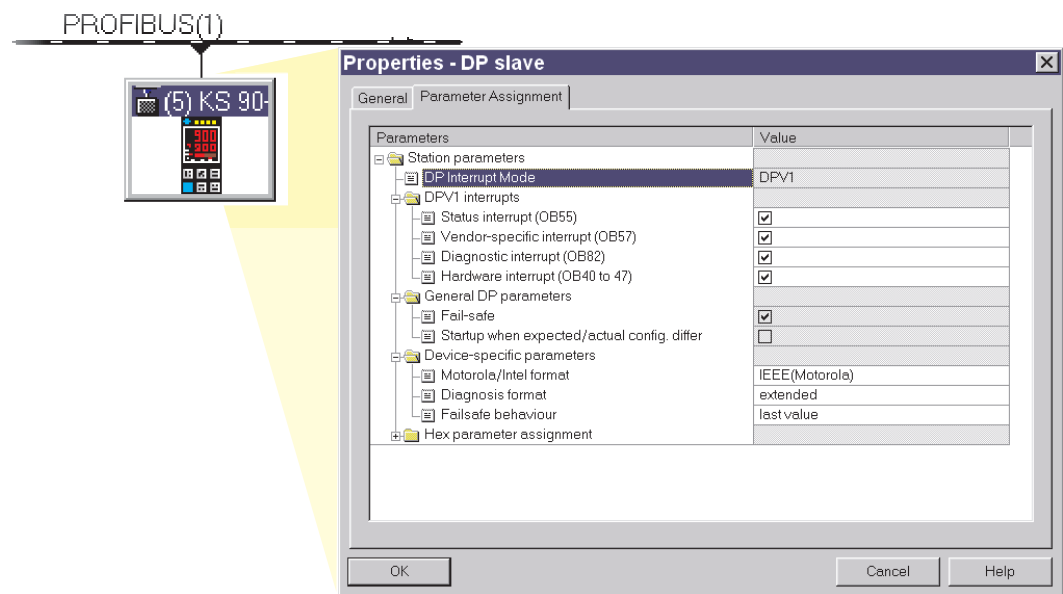 PROFIBUS(1)
(5) KS 90-
900
Properties - DP slave
General Parameter Assignment
Parameters Value
Station parameters
DP Interrupt Mode DPV1
DPV1 interrupts
Status interrupt (OB55)
Vendor-specific interrupt (OB57)
Diagnostic interrupt (OB82)
Hardware interrupt (OB40 to 47)
General DP parameters
Fail-safe
Startup when expected/actual config. differ
Device-specific parameters
Motorola/Intel format IEEE(Motorola)
Diagnosis format extended
Failsafe behaviour last value
Hex parameter assignment
OK Cancel Help